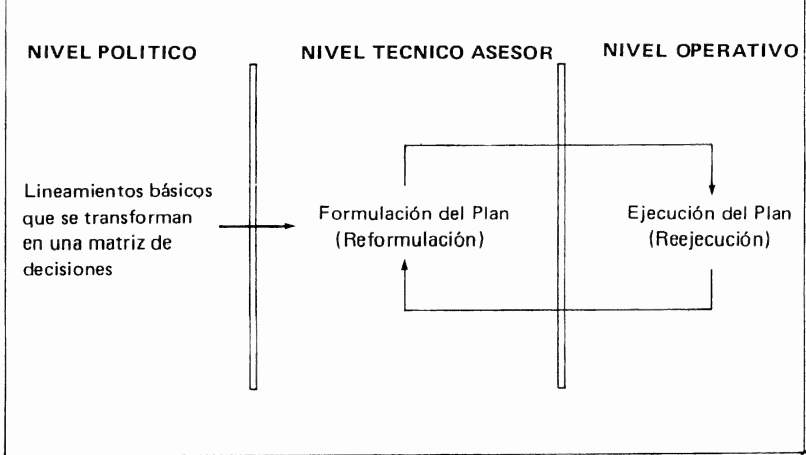 NIVEL POLITICO
NIVEL TECNICO ASESOR
NIVEL OPERATIVO
Lineamientos básicos
que se transforman
en una matriz de
decisiones
Formulación del Plan
(Reformulación)
Ejecución del Plan
(Reejecución)